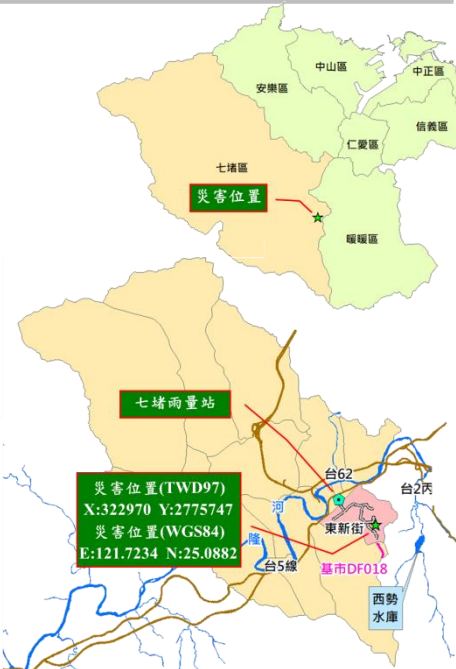 中山區
中正區
安樂區
信義區
仁愛區
七堵區
災害位置
暖暖區
七堵雨量站
台62
台2丙
災害位置(TWD97)
X:322970 Y:2775747
災害位置(WGS84)
E:121.7234 N:25.0882
河
東新街
隆
台5線
基市DF018
西勢
水庫